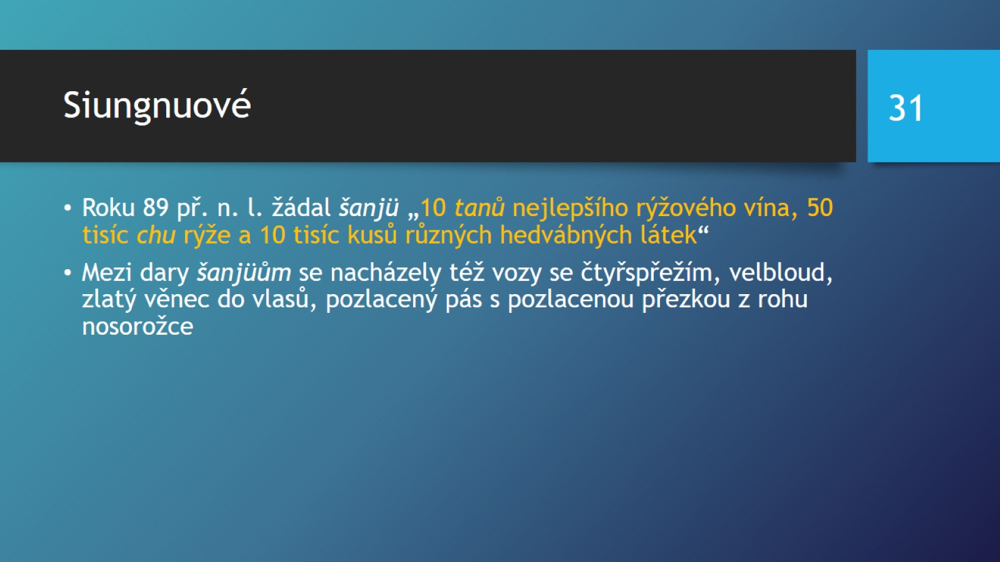 Siungnuové
31
• Roku 89 př. n. l. žádal šanjü „10 tanů nejlepšího rýžového vína, 50
tisíc chu rýže a 10 tisíc kusů různých hedvábných látek“
• Mezi dary šanjüům se nacházely též vozy se čtyřspřežím, velbloud,
zlatý věnec do vlasů, pozlacený pás s pozlacenou přezkou z rohu
nosorožce